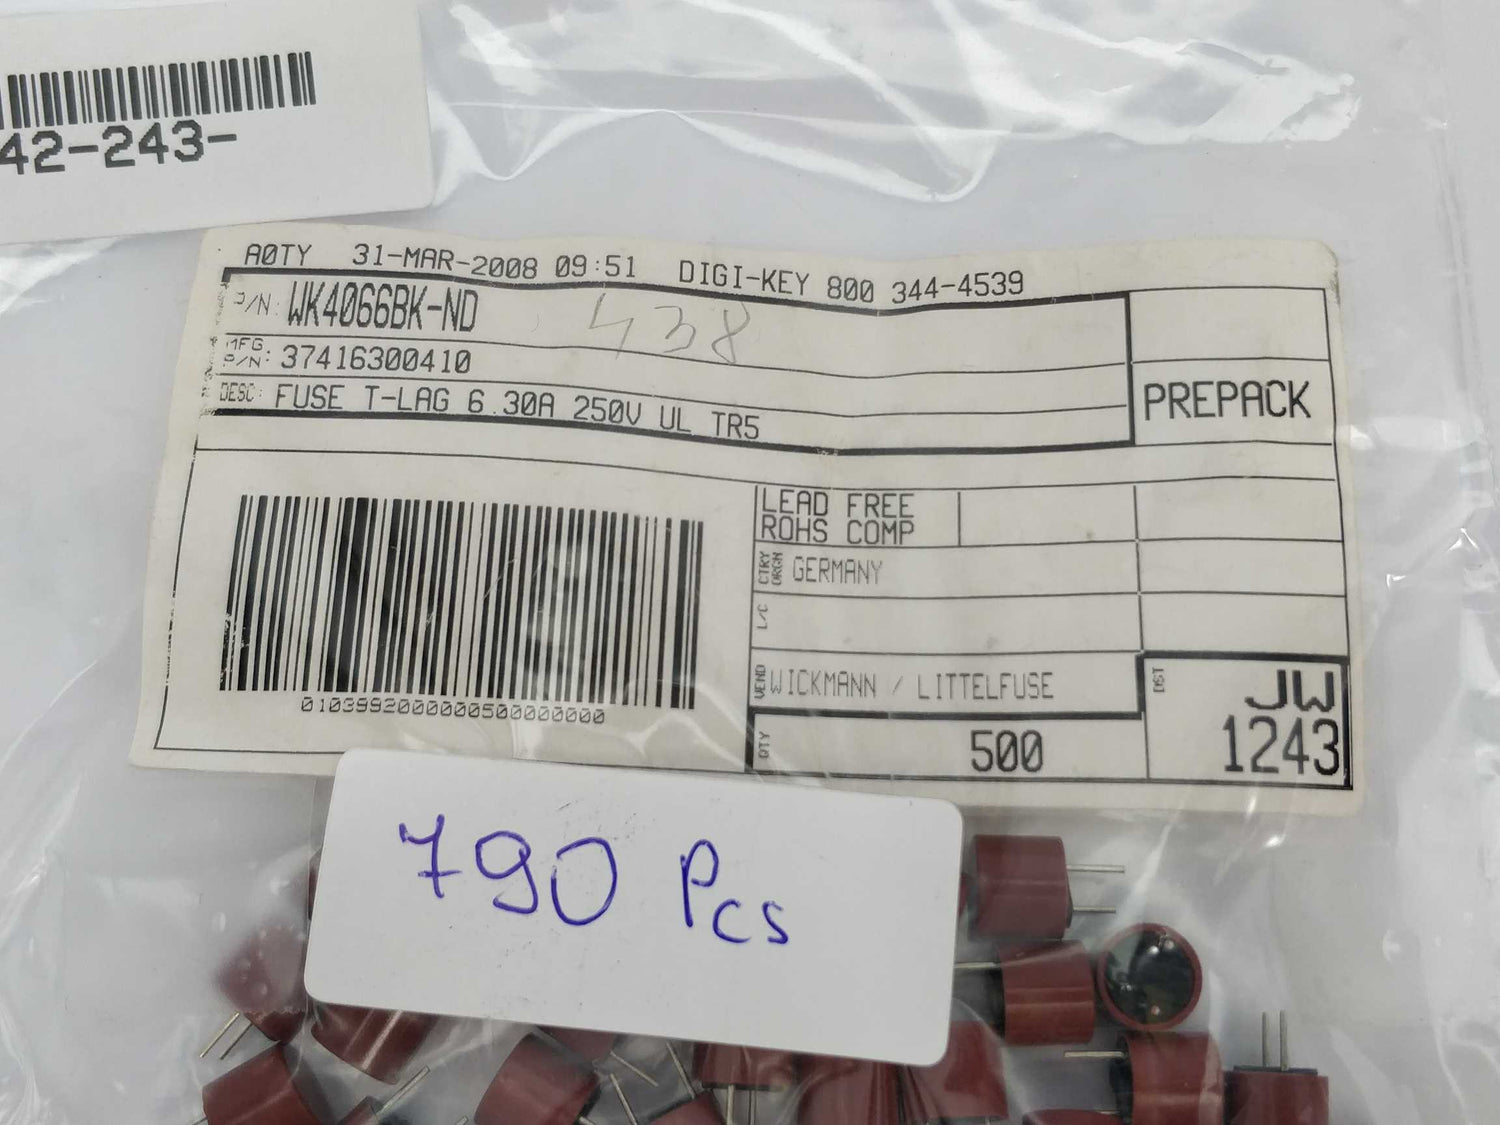 42-243-
A0TY 31-MAR-2008 09:51 DIGI-KEY 800 344-4539
P/N: WK4066BK-ND
438
MFG P/N: 37416300410
DESC: FUSE T-LAG 6.30A 250V UL TR5
PREPACK
LEAD FREE
ROHS COMP
CTRY ORGN GERMANY
L/C
VEND WICKMANN / LITTELFUSE
QTY 500
JW
1243
790 Pcs